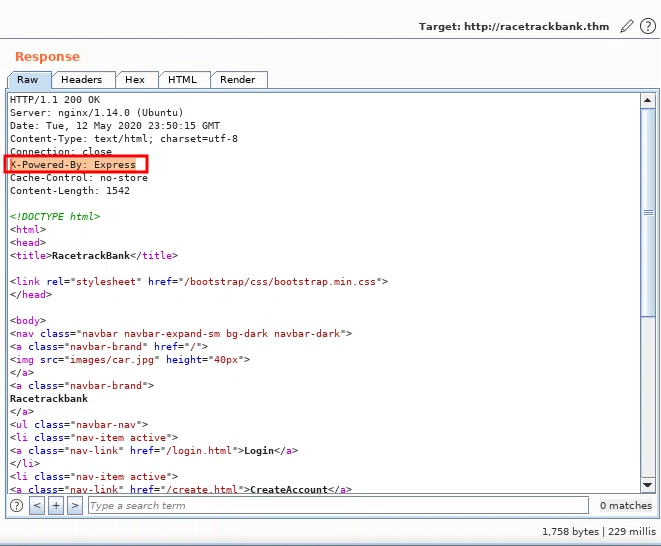 Target: http://racetrackbank.thm
Response
Raw Headers Hex HTML Render
HTTP/1.1 200 OK
Server: nginx/1.14.0 (Ubuntu)
Date: Tue, 12 May 2020 23:50:15 GMT
Content-Type: text/html; charset=utf-8
Connection: close
X-Powered-By: Express
Cache-Control: no-store
Content-Length: 1542
<!DOCTYPE html>
<html>
<head>
<title>RacetrackBank</title>
<link rel="stylesheet" href="/bootstrap/css/bootstrap.min.css">
</head>
<body>
<nav class="navbar navbar-expand-sm bg-dark navbar-dark">
<a class="navbar-brand" href="/">
<img src="images/car.jpg" height="40px">
</a>
<a class="navbar-brand">
Racetrackbank
</a>
<ul class="navbar-nav">
<li class="nav-item active">
<a class="nav-link" href="/login.html">Login</a>
</li>
<li class="nav-item active">
<a class="nav-link" href="/create.html">CreateAccount</a>
? < + > Type a search term 0 matches
1,758 bytes | 229 millis